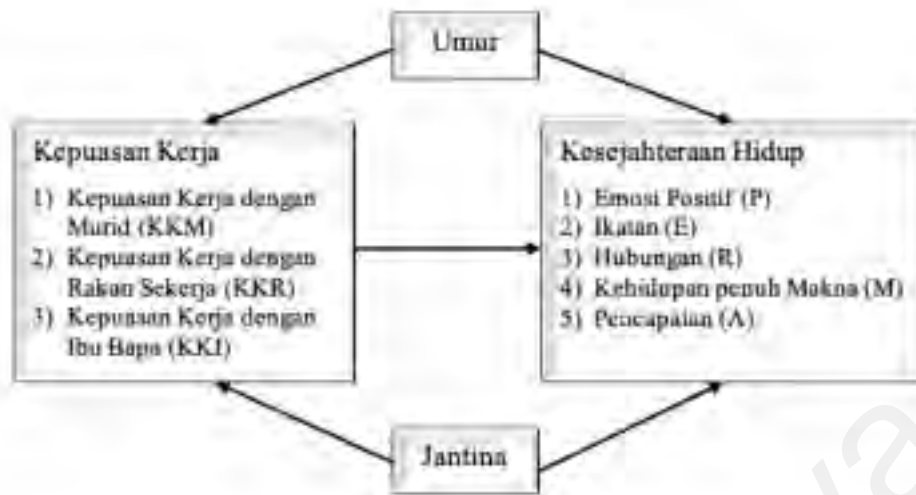 Umur
Kepuasan Kerja
1) Kepuasan Kerja dengan
Murid (KKM)
2) Kepuasan Kerja dengan
Rakan Sekerja (KKR)
3) Kepuasan Kerja dengan
Ibu Bapa (KKI)
Kesejahteraan Hidup
1) Emosi Positif (P)
2) Ikatan (E)
3) Hubungan (R)
4) Kehidupan penuh Makna (M)
5) Pencapaian (A)
Jantina